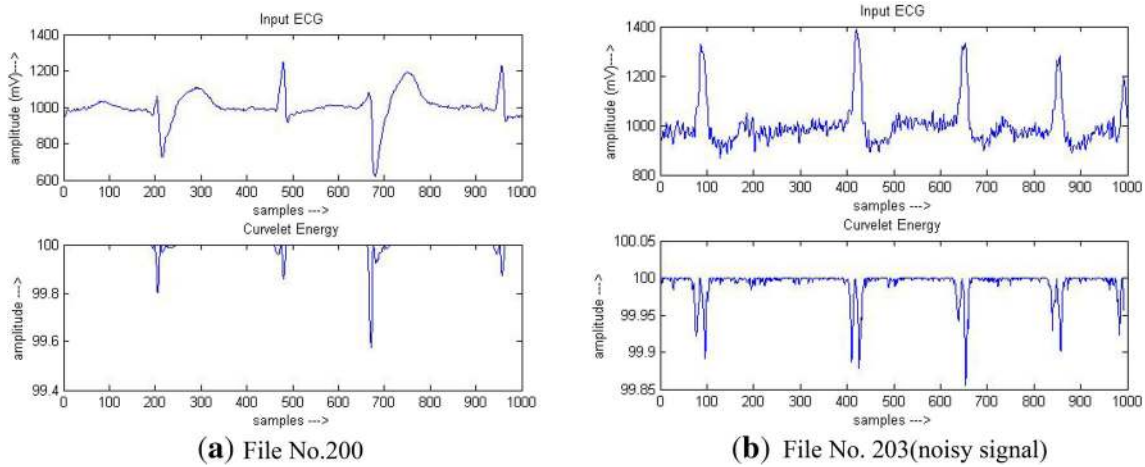 Input ECG
1400
1200
1000
800
600
amplitude (mV)--->
0 100 200 300 400 500 600 700 800 900 1000
samples --->
Curvelet Energy
100
99.8
99.6
99.4
amplitude --->
0 100 200 300 400 500 600 700 800 900 1000
samples --->
(a) File No.200
Input ECG
1400
1200
1000
800
amplitude (mV)--->
0 100 200 300 400 500 600 700 800 900 1000
samples --->
Curvelet Energy
100.05
100
99.95
99.9
99.85
amplitude --->
0 100 200 300 400 500 600 700 800 900 1000
samples --->
(b) File No. 203(noisy signal)